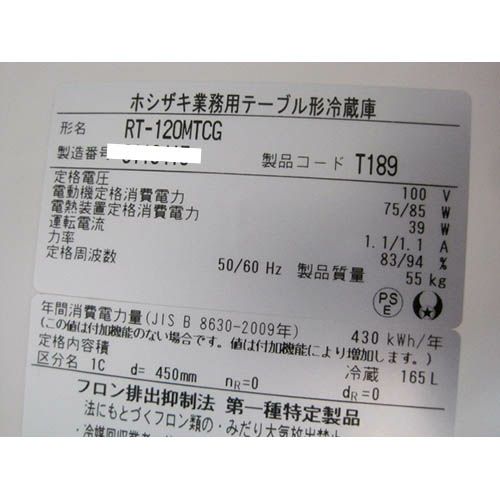 ホシザキ業務用テーブル形冷蔵庫
形名 RT-120MTCG
製造番号 製品コード T189
定格電圧 100 V
電動機定格消費電力 75/85 W
電熱装置定格消費電力 39 W
運転電流 1.1/1.1 A
力率 83/94 %
定格周波数 50/60 Hz 製品質量 55 kg
PS
E
年間消費電力量(JIS B 8630-2009年) 430 kWh/年
(この値は付加機能のない場合です。付加機能により増加します。)
定格内容積 冷蔵 165 L
区分名 1C d= 450mm nR=0 dR=0
フロン排出抑制法 第一種特定製品
法にもとづくフロン類の・みだり大気放出禁止
・冷媒回収業者